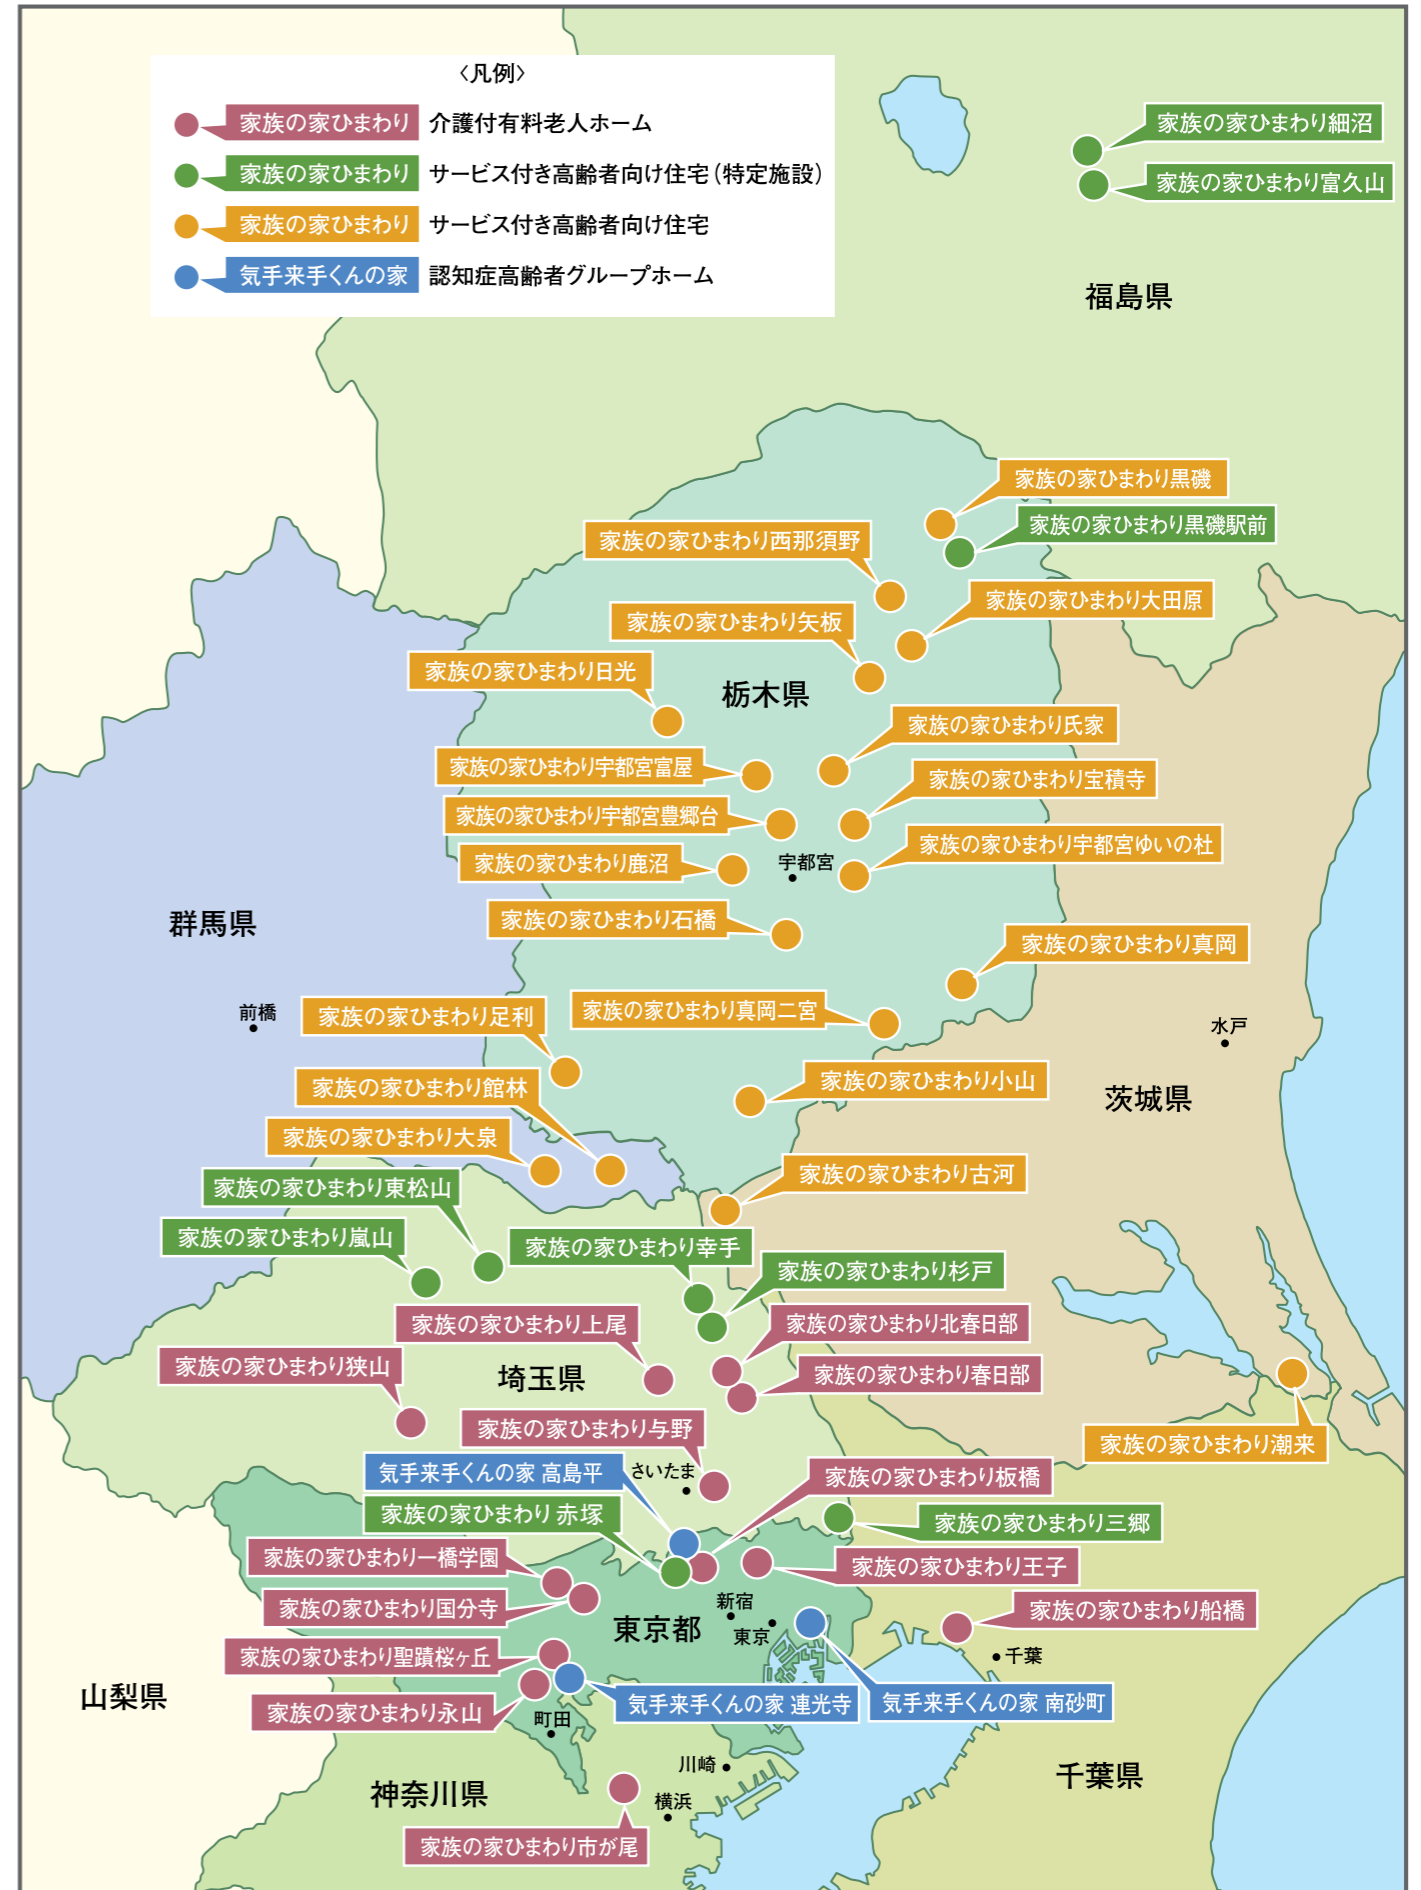 〈凡例〉
家族の家ひまわり 介護付有料老人ホーム
家族の家ひまわり サービス付き高齢者向け住宅（特定施設）
家族の家ひまわり サービス付き高齢者向け住宅
気手来手くんの家 認知症高齢者グループホーム
家族の家ひまわり細沼
家族の家ひまわり富久山
福島県
家族の家ひまわり黒磯
家族の家ひまわり黒磯駅前
家族の家ひまわり西那須野
家族の家ひまわり大田原
家族の家ひまわり矢板
家族の家ひまわり日光
栃木県
家族の家ひまわり氏家
家族の家ひまわり宇都宮富屋
家族の家ひまわり宝積寺
家族の家ひまわり宇都宮豊郷台
家族の家ひまわり宇都宮ゆいの杜
家族の家ひまわり鹿沼
宇都宮
家族の家ひまわり石橋
群馬県
家族の家ひまわり真岡
前橋
家族の家ひまわり足利
家族の家ひまわり真岡二宮
水戸
家族の家ひまわり館林
家族の家ひまわり小山
茨城県
家族の家ひまわり大泉
家族の家ひまわり古河
家族の家ひまわり東松山
家族の家ひまわり嵐山
家族の家ひまわり幸手
家族の家ひまわり杉戸
家族の家ひまわり上尾
家族の家ひまわり北春日部
家族の家ひまわり狭山
埼玉県
家族の家ひまわり春日部
家族の家ひまわり与野
家族の家ひまわり潮来
気手来手くんの家 高島平
さいたま
家族の家ひまわり板橋
家族の家ひまわり 赤塚
家族の家ひまわり三郷
家族の家ひまわり一橋学園
家族の家ひまわり王子
家族の家ひまわり国分寺
新宿
東京都
東京
家族の家ひまわり船橋
家族の家ひまわり聖蹟桜ヶ丘
千葉
山梨県
家族の家ひまわり永山
気手来手くんの家 連光寺
気手来手くんの家 南砂町
町田
川崎
千葉県
神奈川県
横浜
家族の家ひまわり市が尾